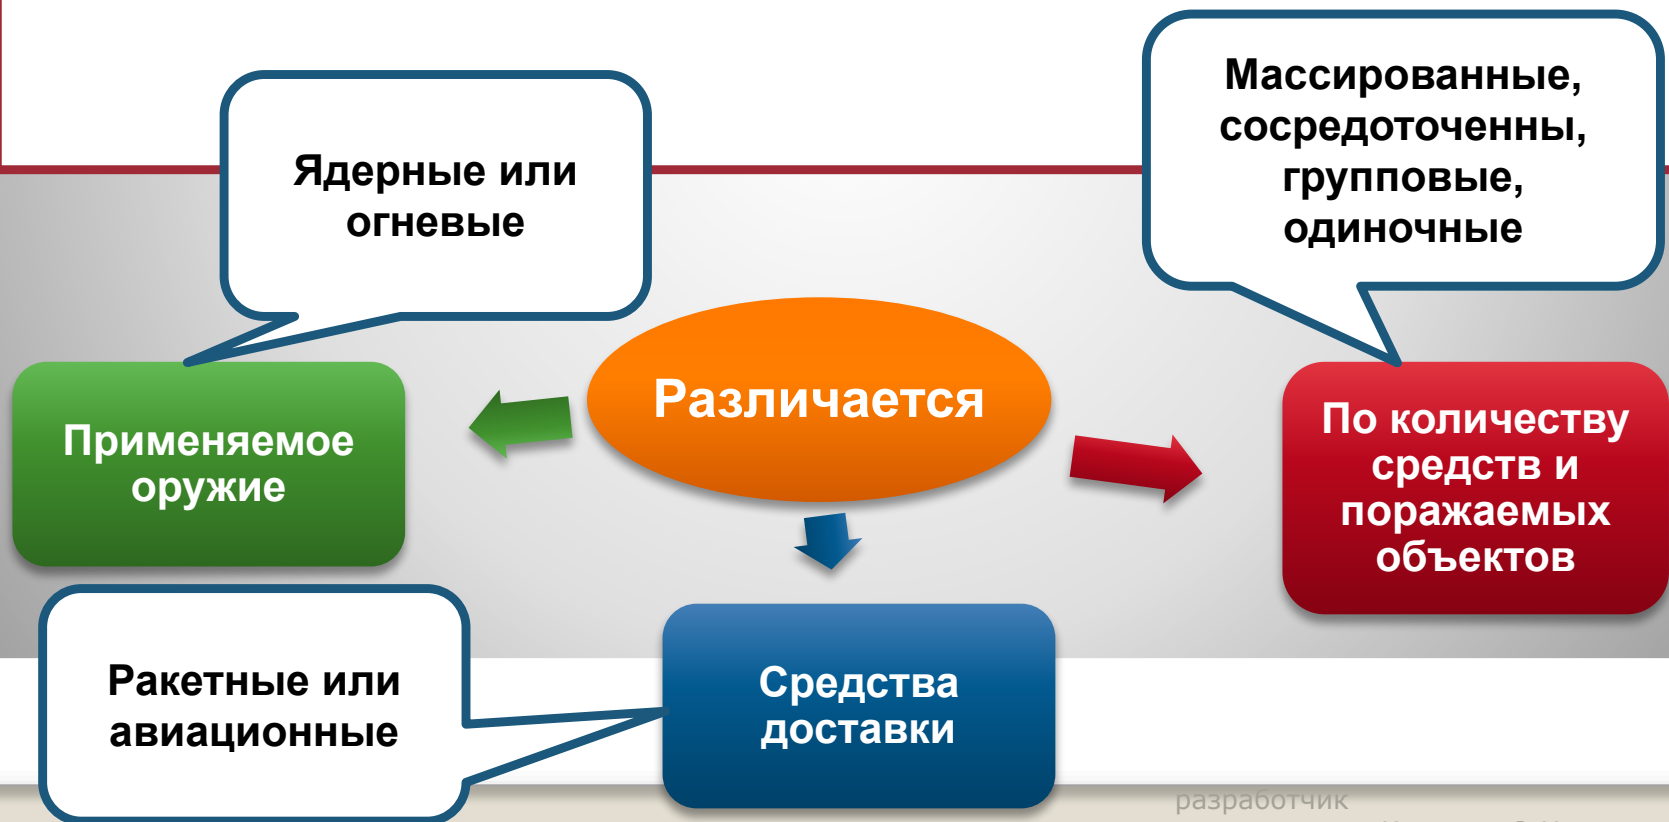 Массированные,
сосредоточенны,
групповые,
одиночные
Ядерные или
огневые
Различается
Применяемое
оружие
По количеству
средств и
поражаемых
объектов
Ракетные или
авиационные
Средства
доставки
разработчик